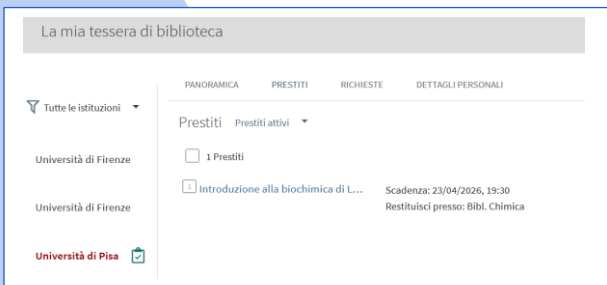 La mia tessera di biblioteca
PANORAMICA PRESTITI RICHIESTE DETTAGLI PERSONALI
Tutte le istituzioni
Prestiti Prestiti attivi
1 Prestiti
Università di Firenze
1 Introduzione alla biochimica di L... Scadenza: 23/04/2026, 19:30
Restituisci presso: Bibl. Chimica
Università di Firenze
Università di Pisa